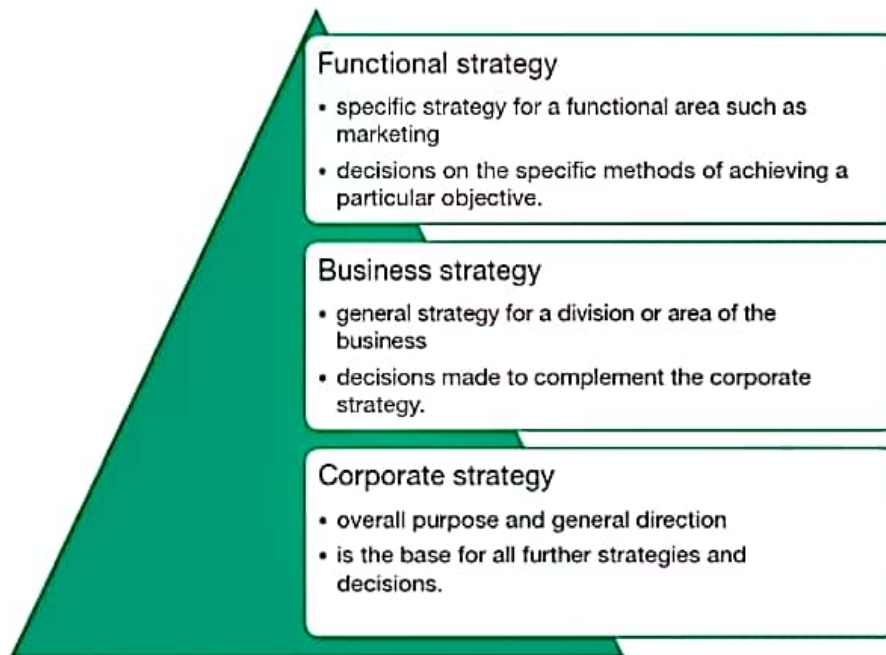 Functional strategy
• specific strategy for a functional area such as
marketing
• decisions on the specific methods of achieving a
particular objective.
Business strategy
• general strategy for a division or area of the
business
• decisions made to complement the corporate
strategy.
Corporate strategy
• overall purpose and general direction
• is the base for all further strategies and
decisions.